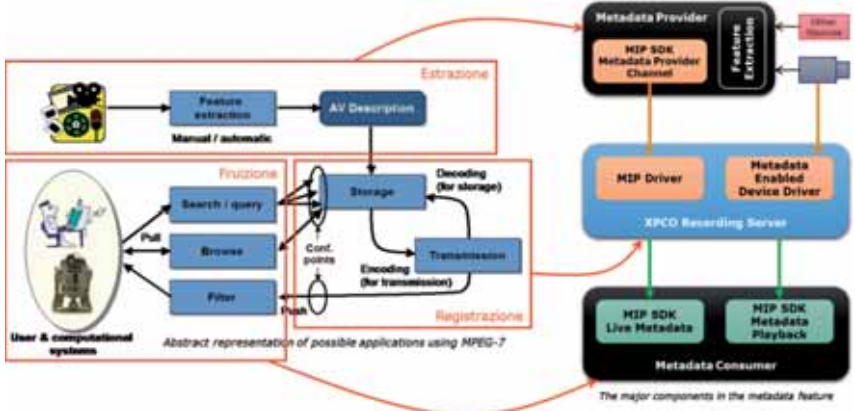 Estrazione
Feature
extraction
AV Description
Manual / automatic
Fruizione
Search / query
Pull
Browse
Filter
Push
User & computational
systems
Storage
Decoding
(for storage)
Conf.
points
Transmission
Encoding
(for transmission)
Registrazione
Abstract representation of possible applications using MPEG-7
Metadata Provider
MIP SDK
Metadata Provider
Channel
Feature
Extraction
Other
MIP Driver
Metadata
Enabled
Device Driver
XPCO Recording Server
MIP SDK
Live Metadata
MIP SDK
Metadata
Playback
Metadata Consumer
The major components in the metadata feature